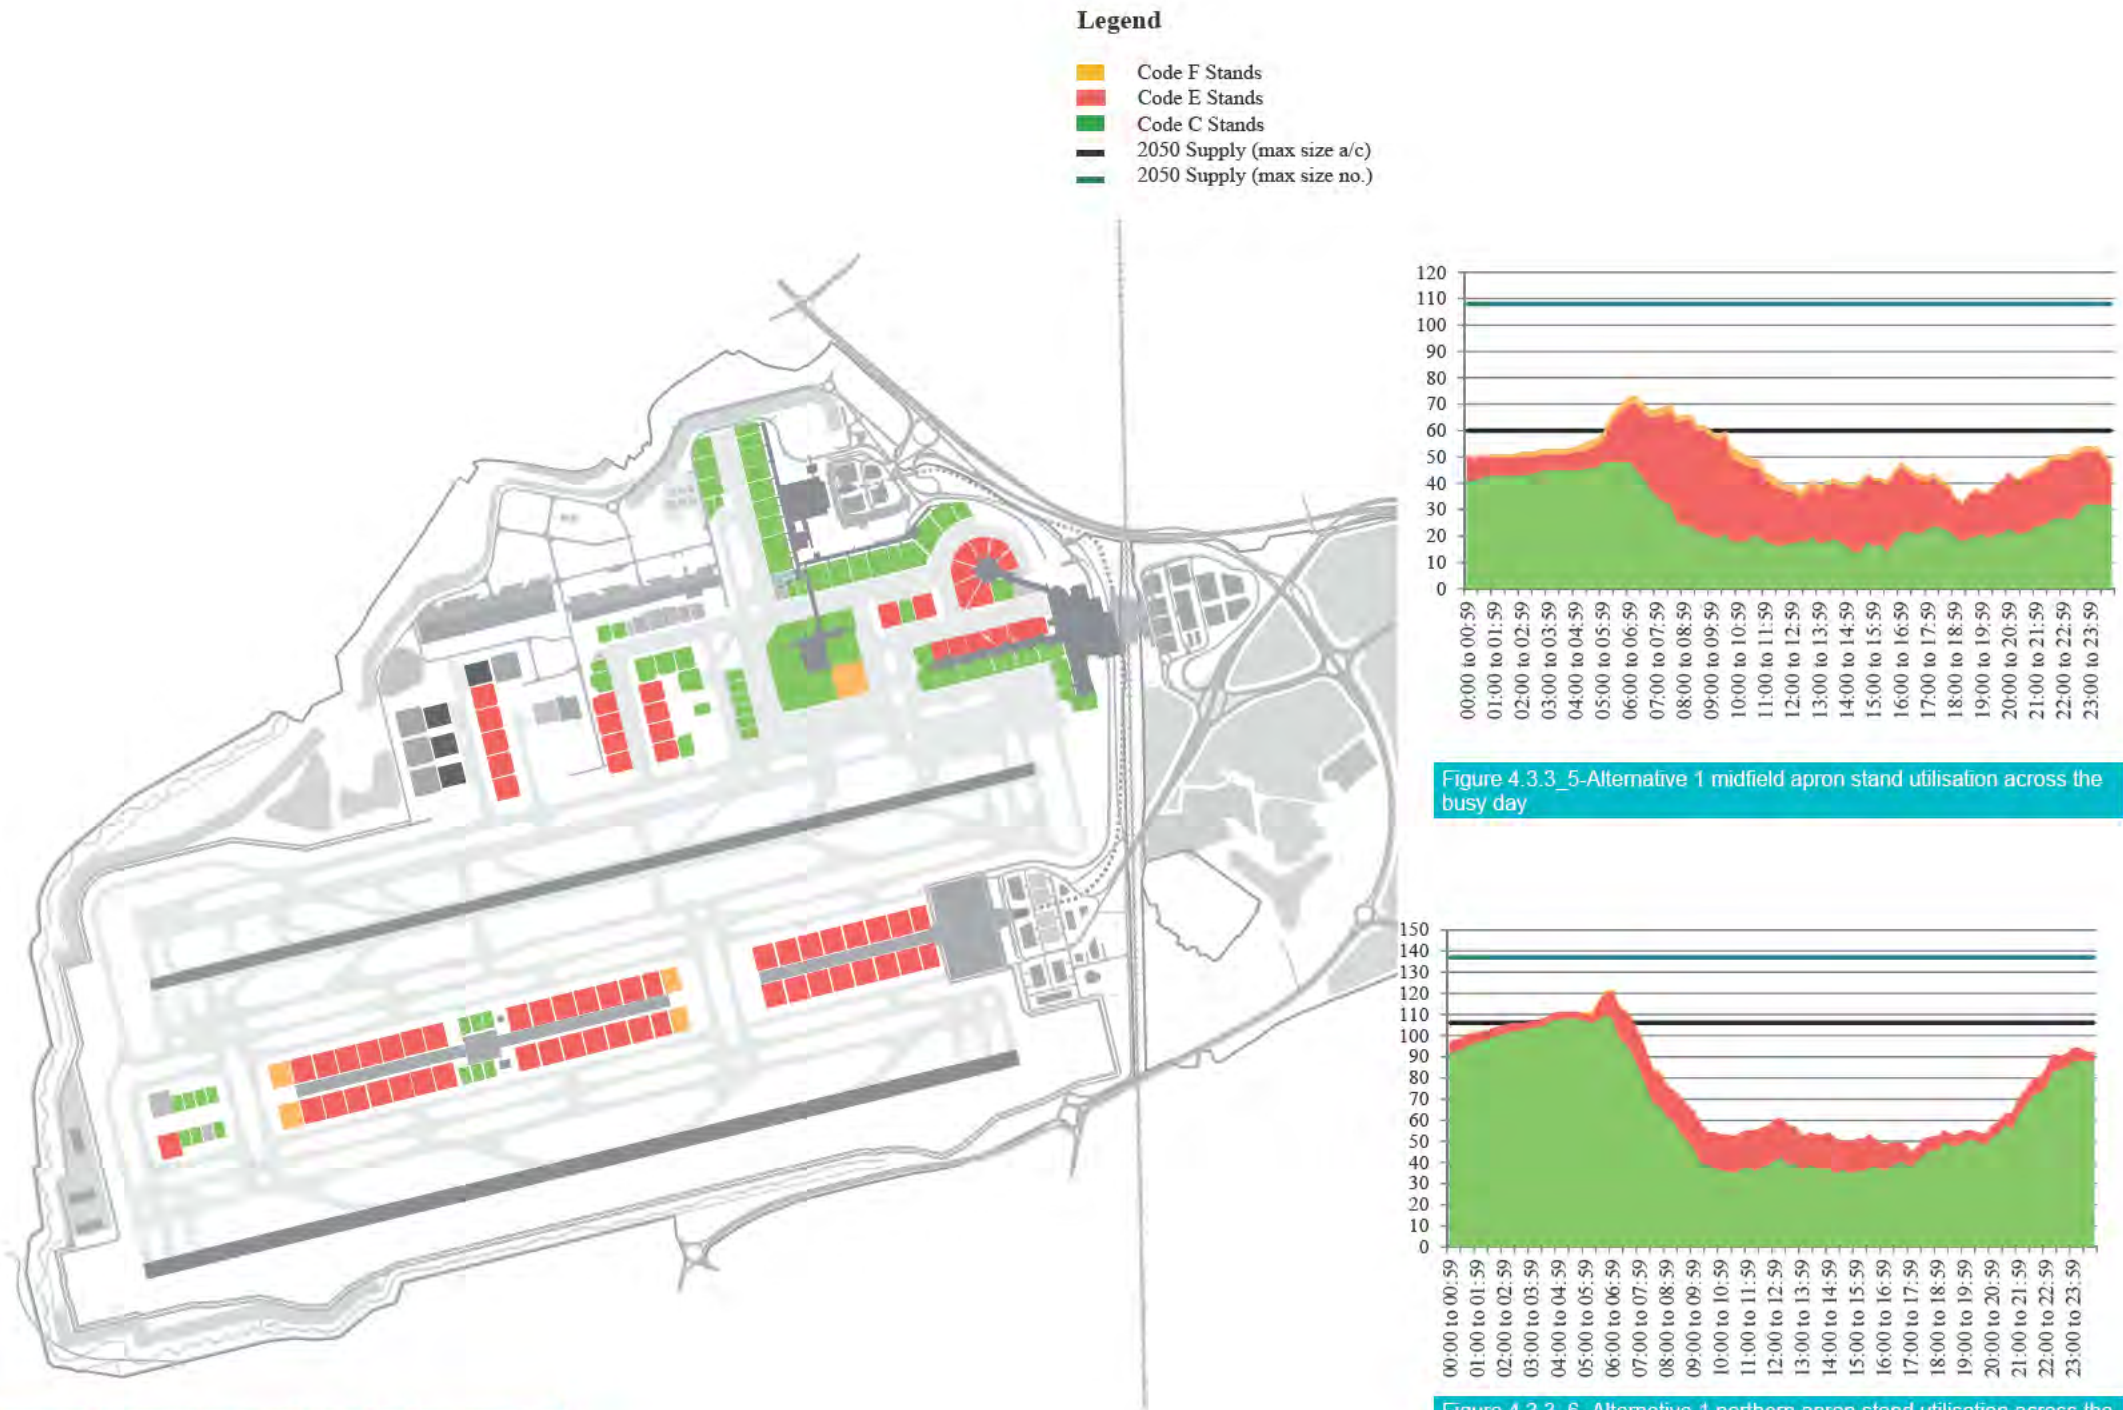 Legend
Code F Stands
Code E Stands
Code C Stands
2050 Supply (max size a/c)
2050 Supply (max size no.)
120
110
100
90
80
70
60
50
40
30
20
10
0
00:00 to 00:59
01:00 to 01:59
02:00 to 02:59
03:00 to 03:59
04:00 to 04:59
05:00 to 05:59
06:00 to 06:59
07:00 to 07:59
08:00 to 08:59
09:00 to 09:59
10:00 to 10:59
11:00 to 11:59
12:00 to 12:59
13:00 to 13:59
14:00 to 14:59
15:00 to 15:59
16:00 to 16:59
17:00 to 17:59
18:00 to 18:59
19:00 to 19:59
20:00 to 20:59
21:00 to 21:59
22:00 to 22:59
23:00 to 23:59
Figure 4.3.3_5-Alternative 1 midfield apron stand utilisation across the
busy day
150
140
130
120
110
100
90
80
70
60
50
40
30
20
10
0
00:00 to 00:59
01:00 to 01:59
02:00 to 02:59
03:00 to 03:59
04:00 to 04:59
05:00 to 05:59
06:00 to 06:59
07:00 to 07:59
08:00 to 08:59
09:00 to 09:59
10:00 to 10:59
11:00 to 11:59
12:00 to 12:59
13:00 to 13:59
14:00 to 14:59
15:00 to 15:59
16:00 to 16:59
17:00 to 17:59
18:00 to 18:59
19:00 to 19:59
20:00 to 20:59
21:00 to 21:59
22:00 to 22:59
23:00 to 23:59
Figure 4.3.3_6- Alternative 1 northern apron stand utilisation across the